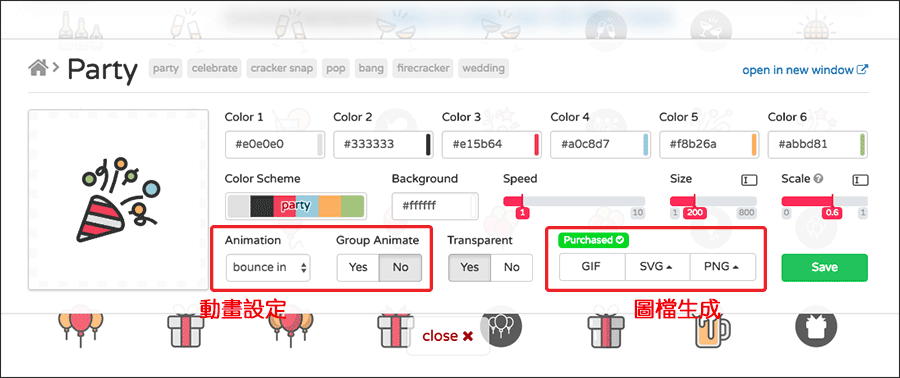 Party party celebrate cracker snap pop bang firecracker wedding open in new window
Color 1 Color 2 Color 3 Color 4 Color 5 Color 6
#e0e0e0 #333333 #e15b64 #a0c8d7 #f8b26a #abbd81
Color Scheme Background Speed Size Scale
party #ffffff 1 10 1 200 800 0 0.6 1
Animation Group Animate Transparent Purchased
bounce in Yes No Yes No GIF SVG PNG Save
動畫設定 圖檔生成
close